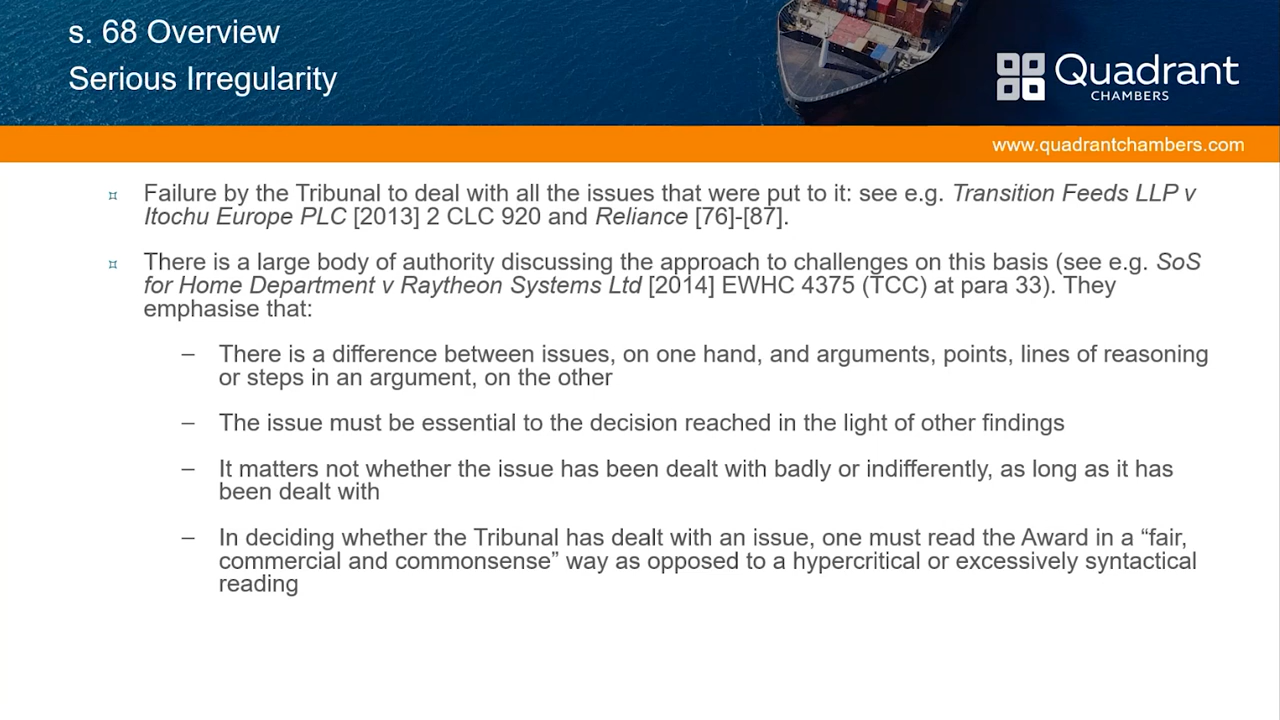 s. 68 Overview
Serious Irregularity
Quadrant
CHAMBERS
www.quadrantchambers.com
Failure by the Tribunal to deal with all the issues that were put to it: see e.g. Transition Feeds LLP v
Itochu Europe PLC [2013] 2 CLC 920 and Reliance [76]-[87].
There is a large body of authority discussing the approach to challenges on this basis (see e.g. SoS
for Home Department v Raytheon Systems Ltd [2014] EWHC 4375 (TCC) at para 33). They
emphasise that:
– There is a difference between issues, on one hand, and arguments, points, lines of reasoning
or steps in an argument, on the other
– The issue must be essential to the decision reached in the light of other findings
– It matters not whether the issue has been dealt with badly or indifferently, as long as it has
been dealt with
– In deciding whether the Tribunal has dealt with an issue, one must read the Award in a “fair,
commercial and commonsense” way as opposed to a hypercritical or excessively syntactical
reading